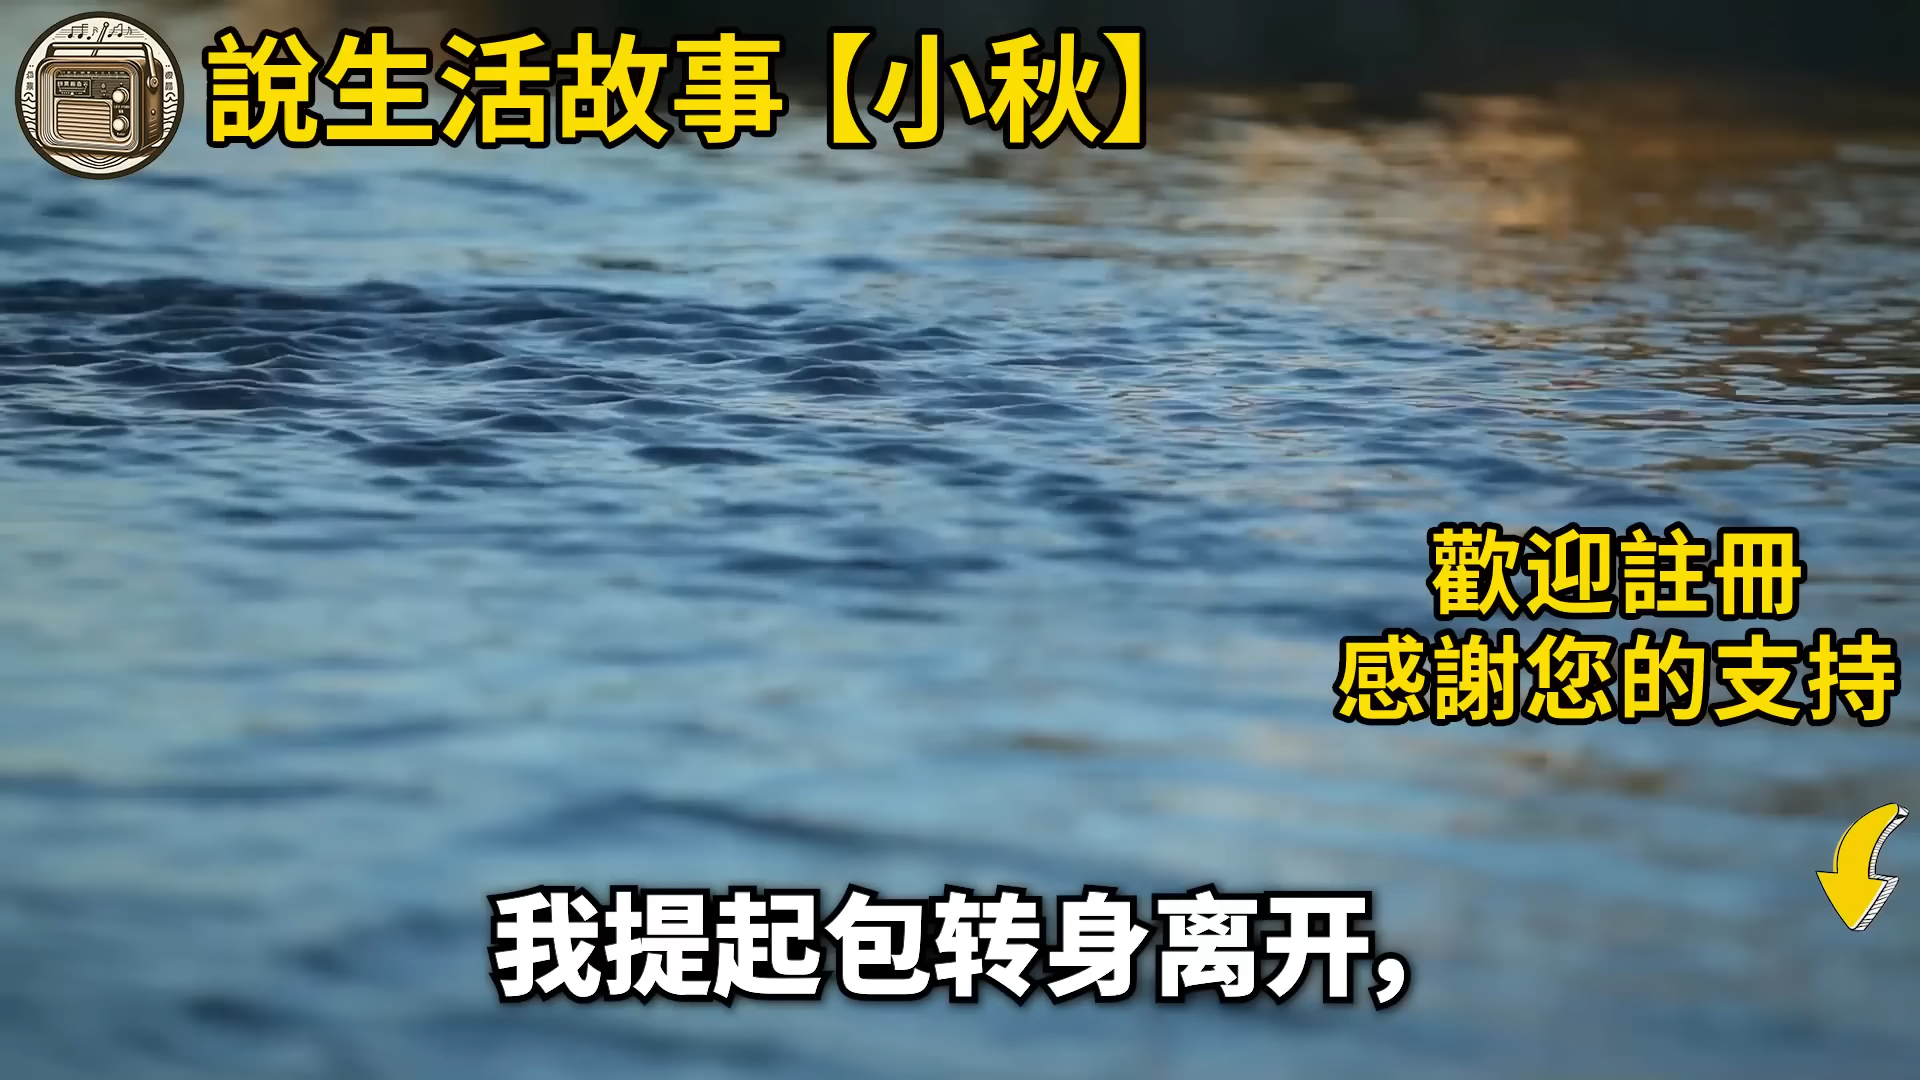 說生活故事【小秋】
歡迎註冊
感謝您的支持
我提起包转身离开,